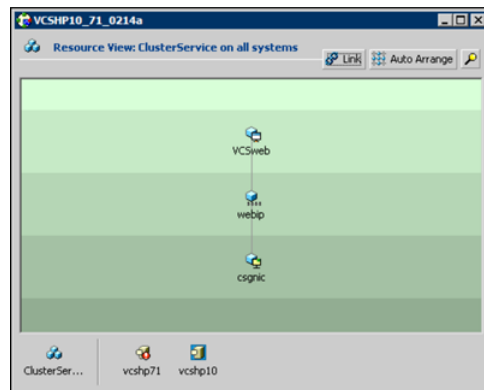 VCSHP10_71_0214a
Resource View: ClusterService on all systems
Link
Auto Arrange
VCSweb
webip
csgnic
ClusterSer...
vcshp71
vcshp10